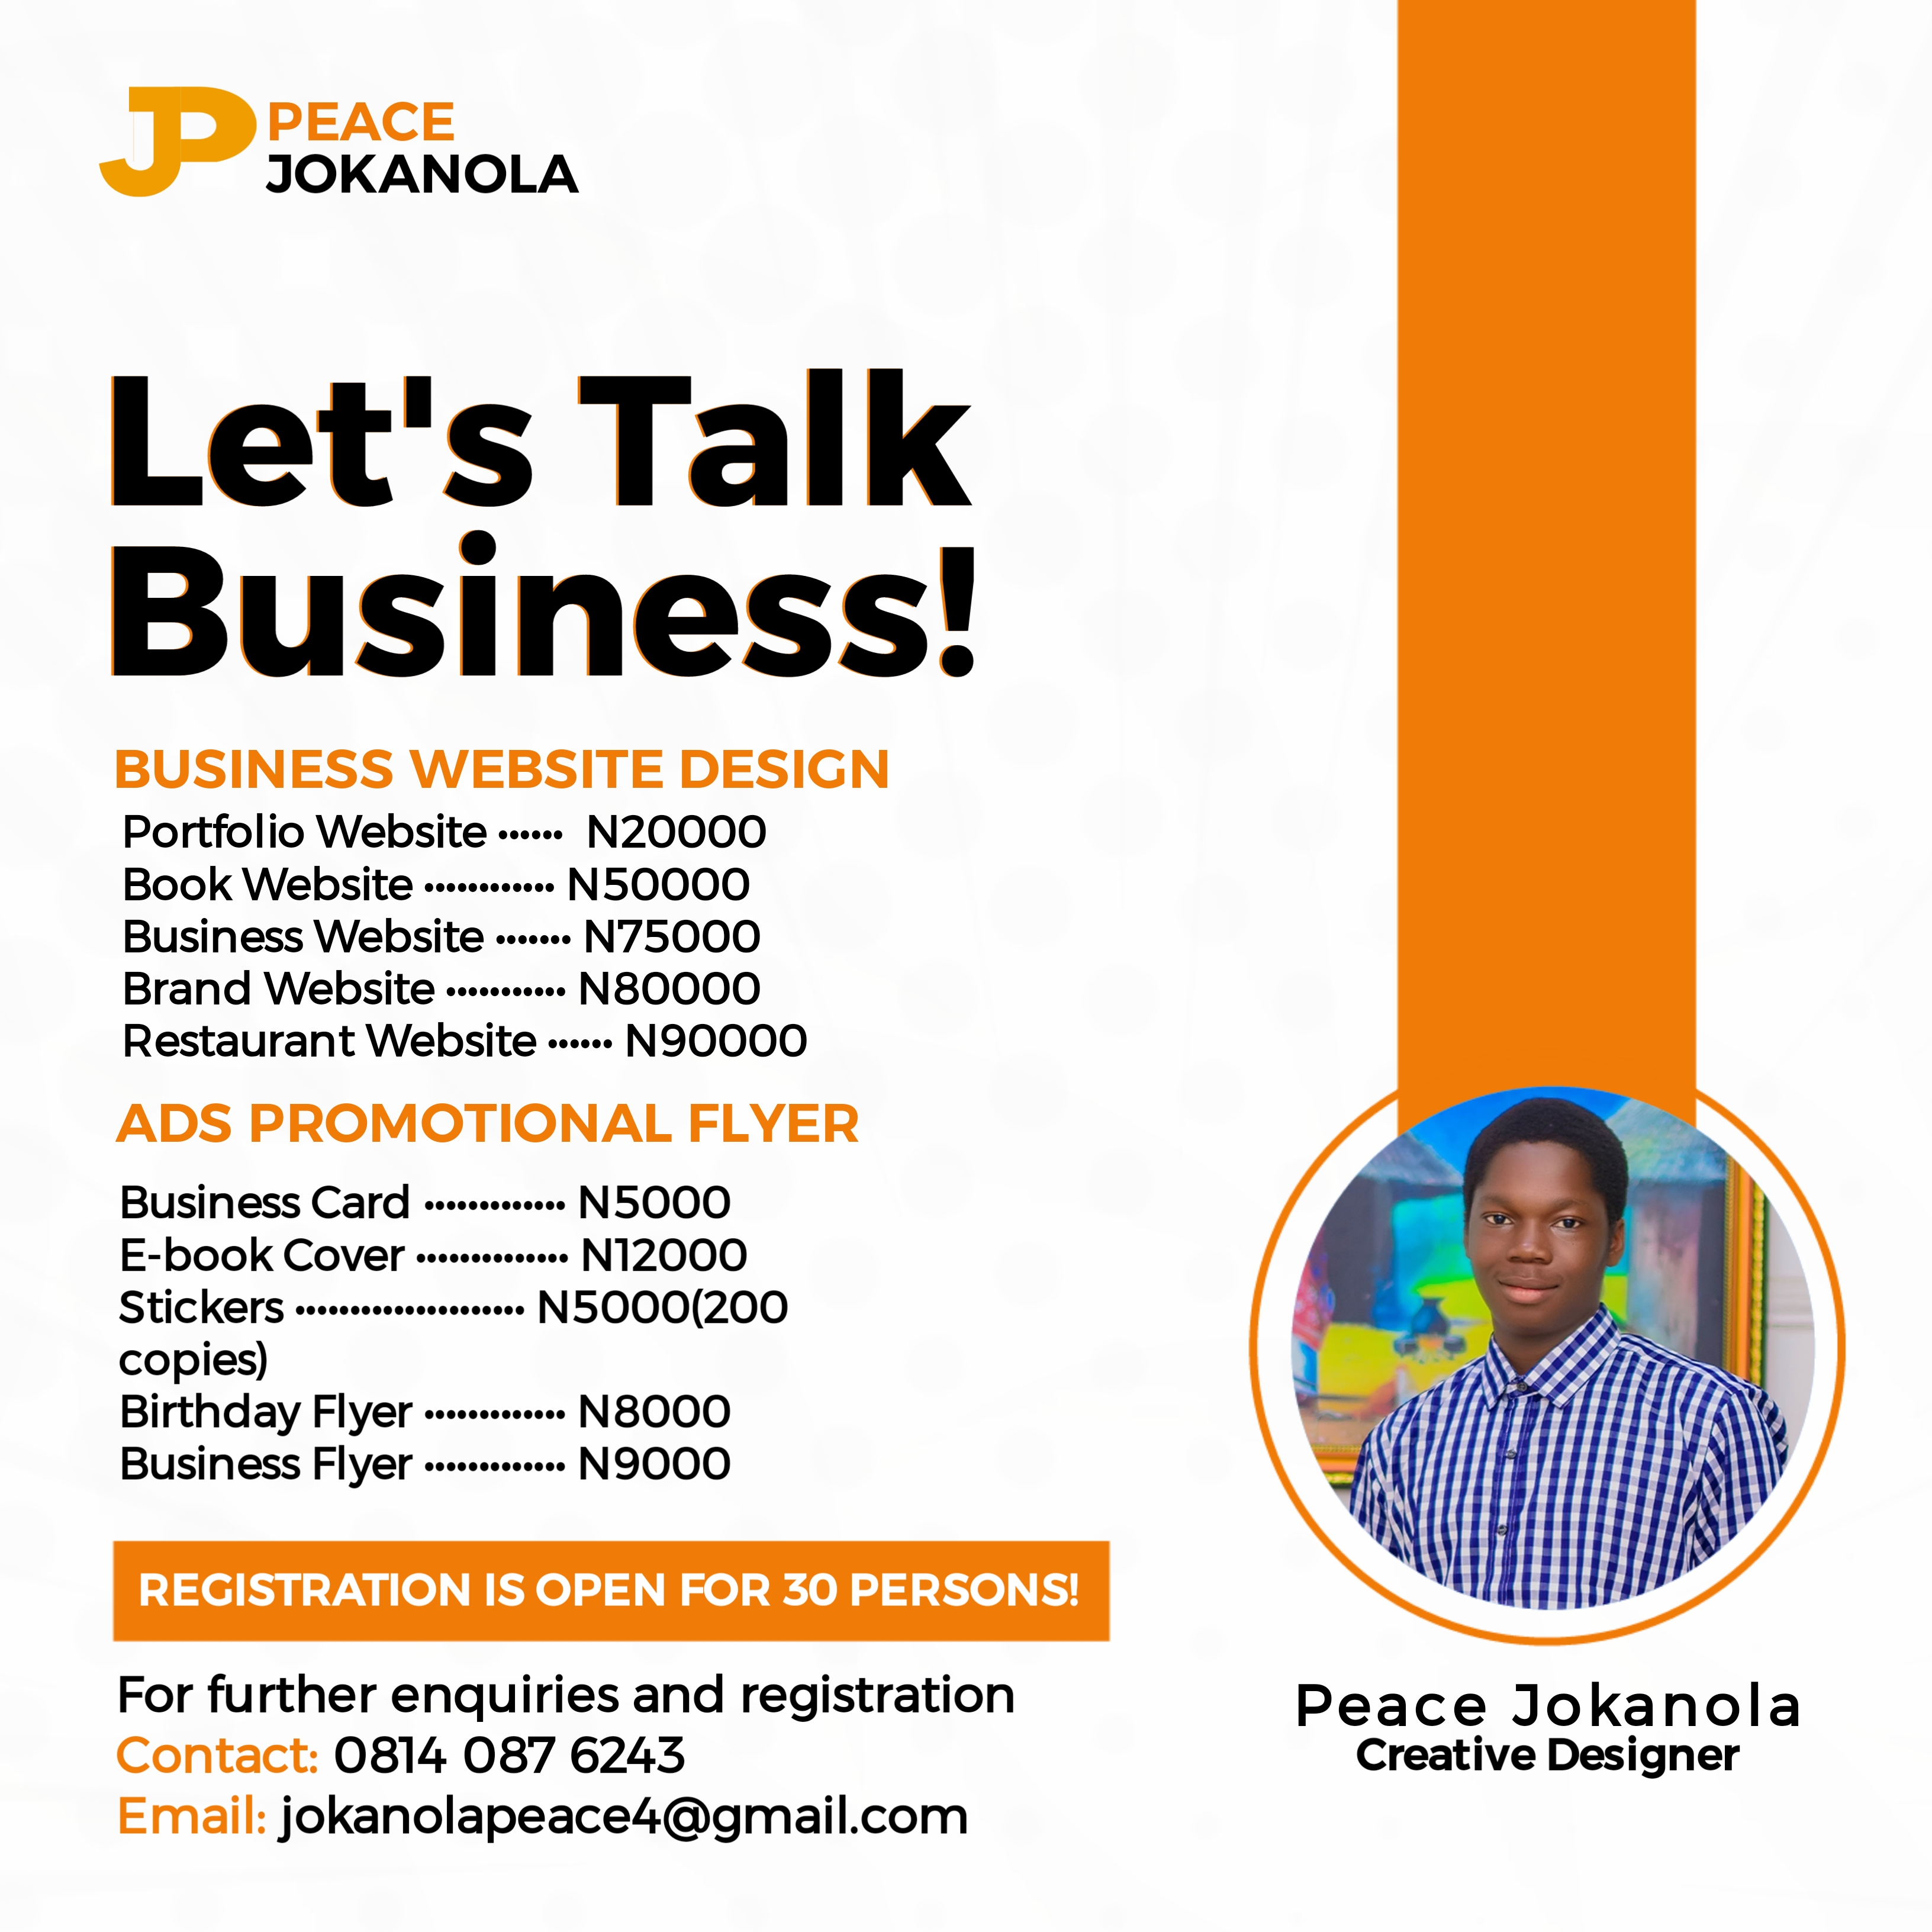 JP
PEACE
JOKANOLA
Let's Talk
Business!
BUSINESS WEBSITE DESIGN
Portfolio Website ...... N20000
Book Website ............ N50000
Business Website ....... N75000
Brand Website ........... N80000
Restaurant Website ...... N90000
ADS PROMOTIONAL FLYER
Business Card ............. N5000
E-book Cover .............. N12000
Stickers ..................... N5000(200
copies)
Birthday Flyer ............. N8000
Business Flyer ............. N9000
REGISTRATION IS OPEN FOR 30 PERSONS!
For further enquiries and registration
Contact: 0814 087 6243
Email: jokanolapeace4@gmail.com
Peace Jokanola
Creative Designer